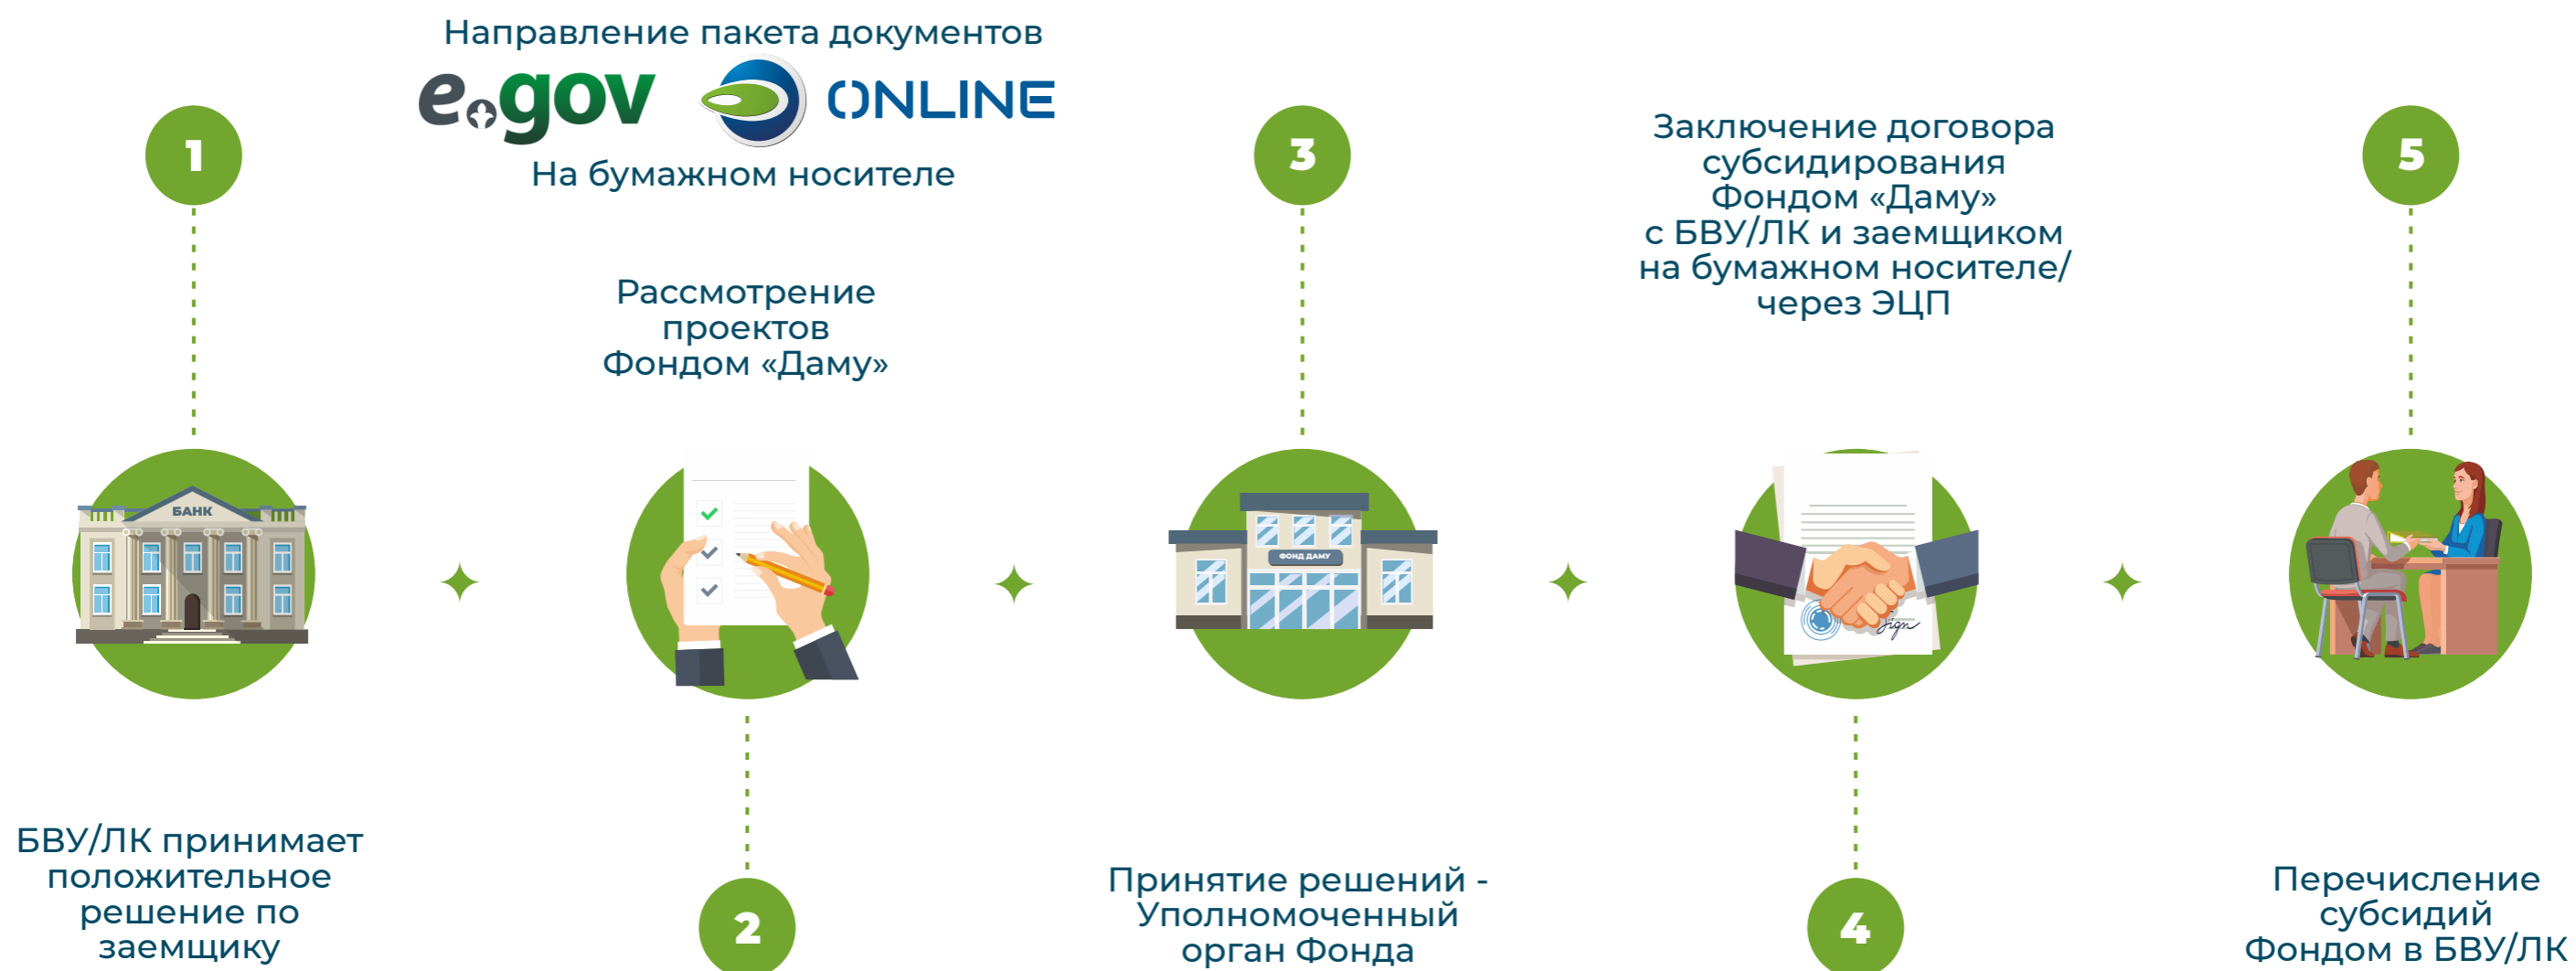 1
БВУ/ЛК принимает
положительное
решение по
заемщику
БАНК
Направление пакета документов
e.gov
ONLINE
На бумажном носителе
Рассмотрение
проектов
Фондом «Даму»
2
3
ФОНД ДАМУ
Принятие решений -
Уполномоченный
орган Фонда
Заключение договора
субсидирования
Фондом «Даму»
с БВУ/ЛК и заемщиком
на бумажном носителе/
через ЭЦП
Sign
4
5
Перечисление
субсидий
Фондом в БВУ/ЛК